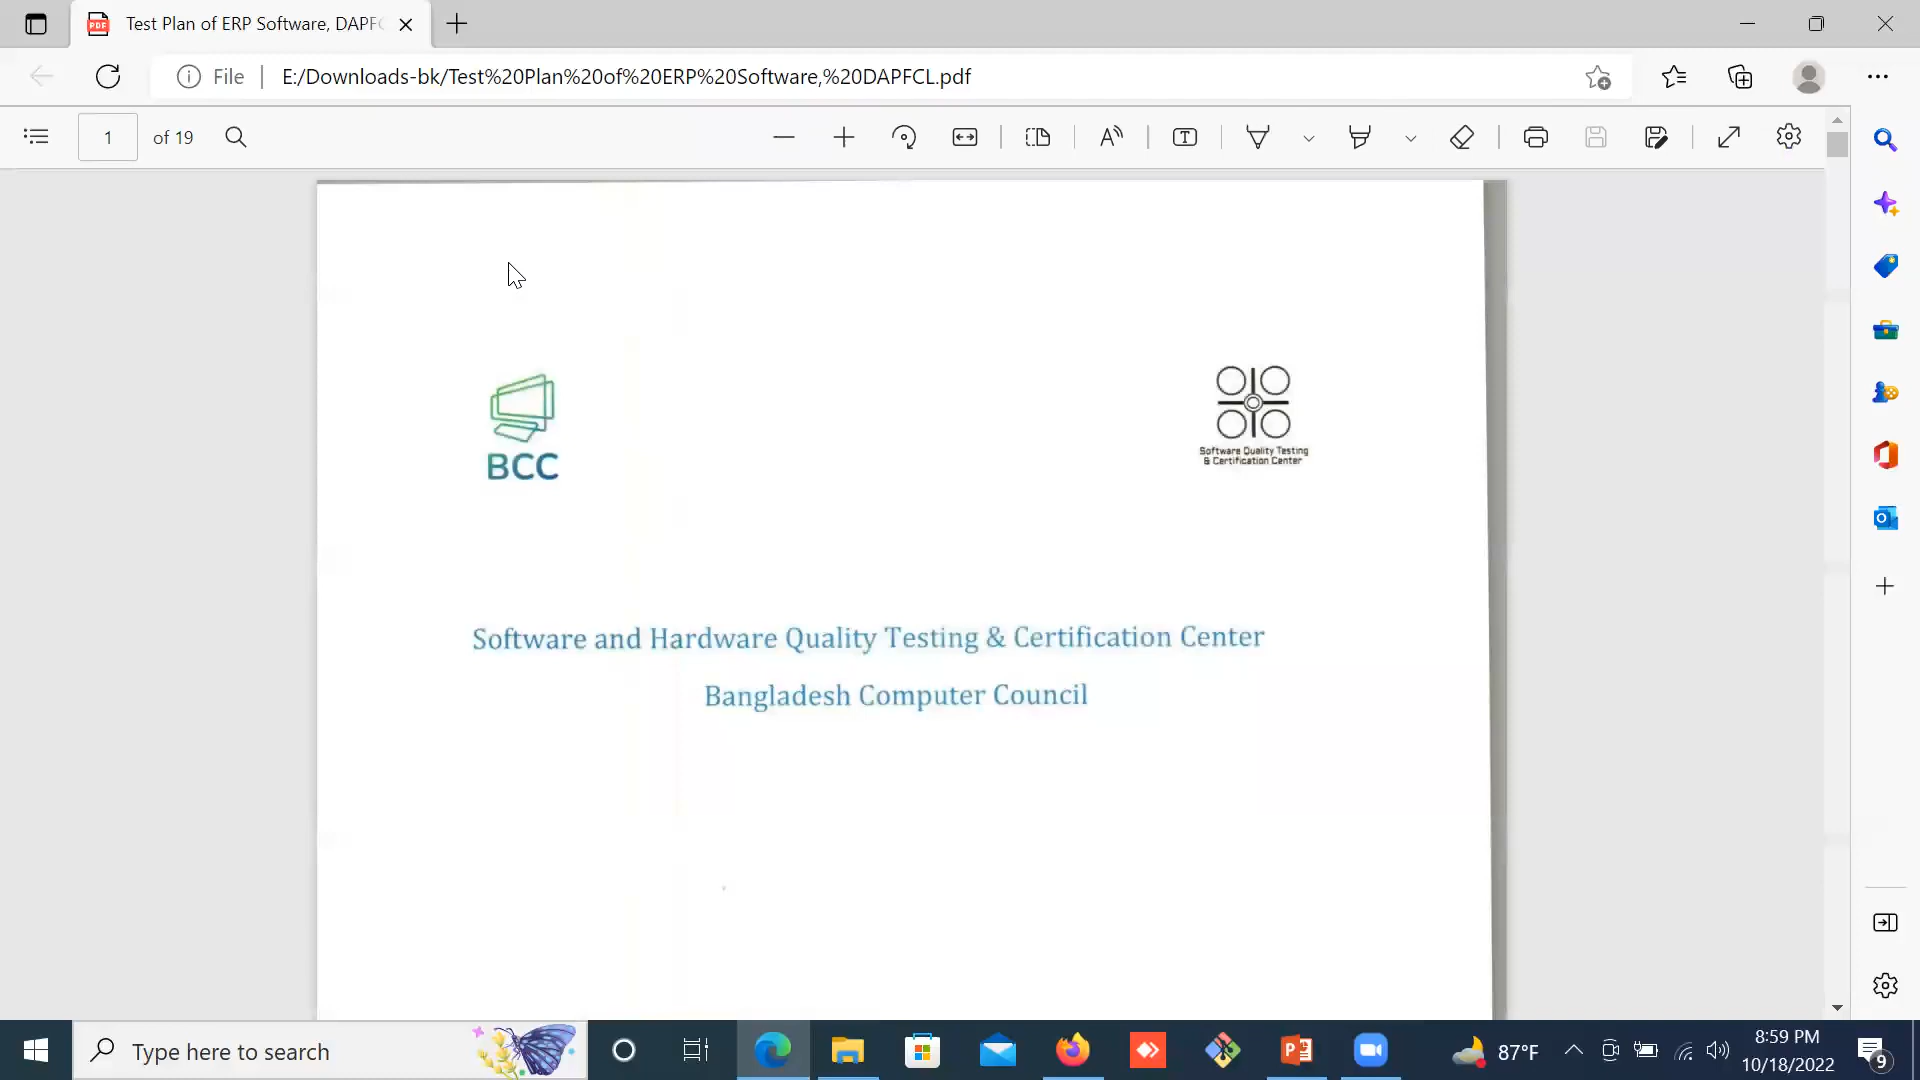 Test Plan of ERP Software, DAPFC
File
E:/Downloads-bk/Test%20Plan%20of%20ERP%20Software,%20DAPFCL.pdf
1 of 19
BCC
Software Quality Testing
& Certification Center
Software and Hardware Quality Testing & Certification Center
Bangladesh Computer Council
Type here to search
87°F
8:59 PM
10/18/2022
9